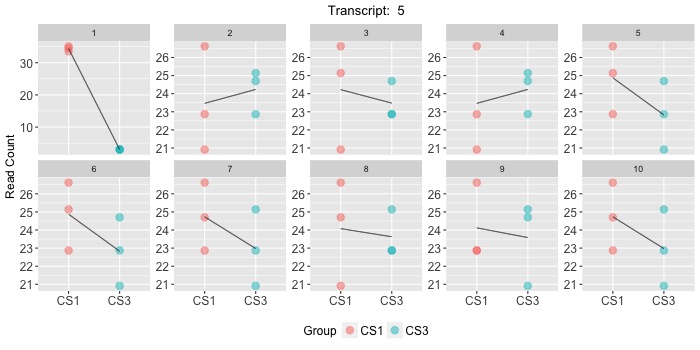 Transcript:  5
1 2 3 4 5
30 26 26 26 26
25 25 25 25
24 24 24 24
20 23 23 23 23
10 22 22 22 22
21 21 21 21
Read Count
6 7 8 9 10
26 26 26 26 26
25 25 25 25 25
24 24 24 24 24
23 23 23 23 23
22 22 22 22 22
21 21 21 21 21
CS1 CS3 CS1 CS3 CS1 CS3 CS1 CS3 CS1 CS3
Group CS1 CS3